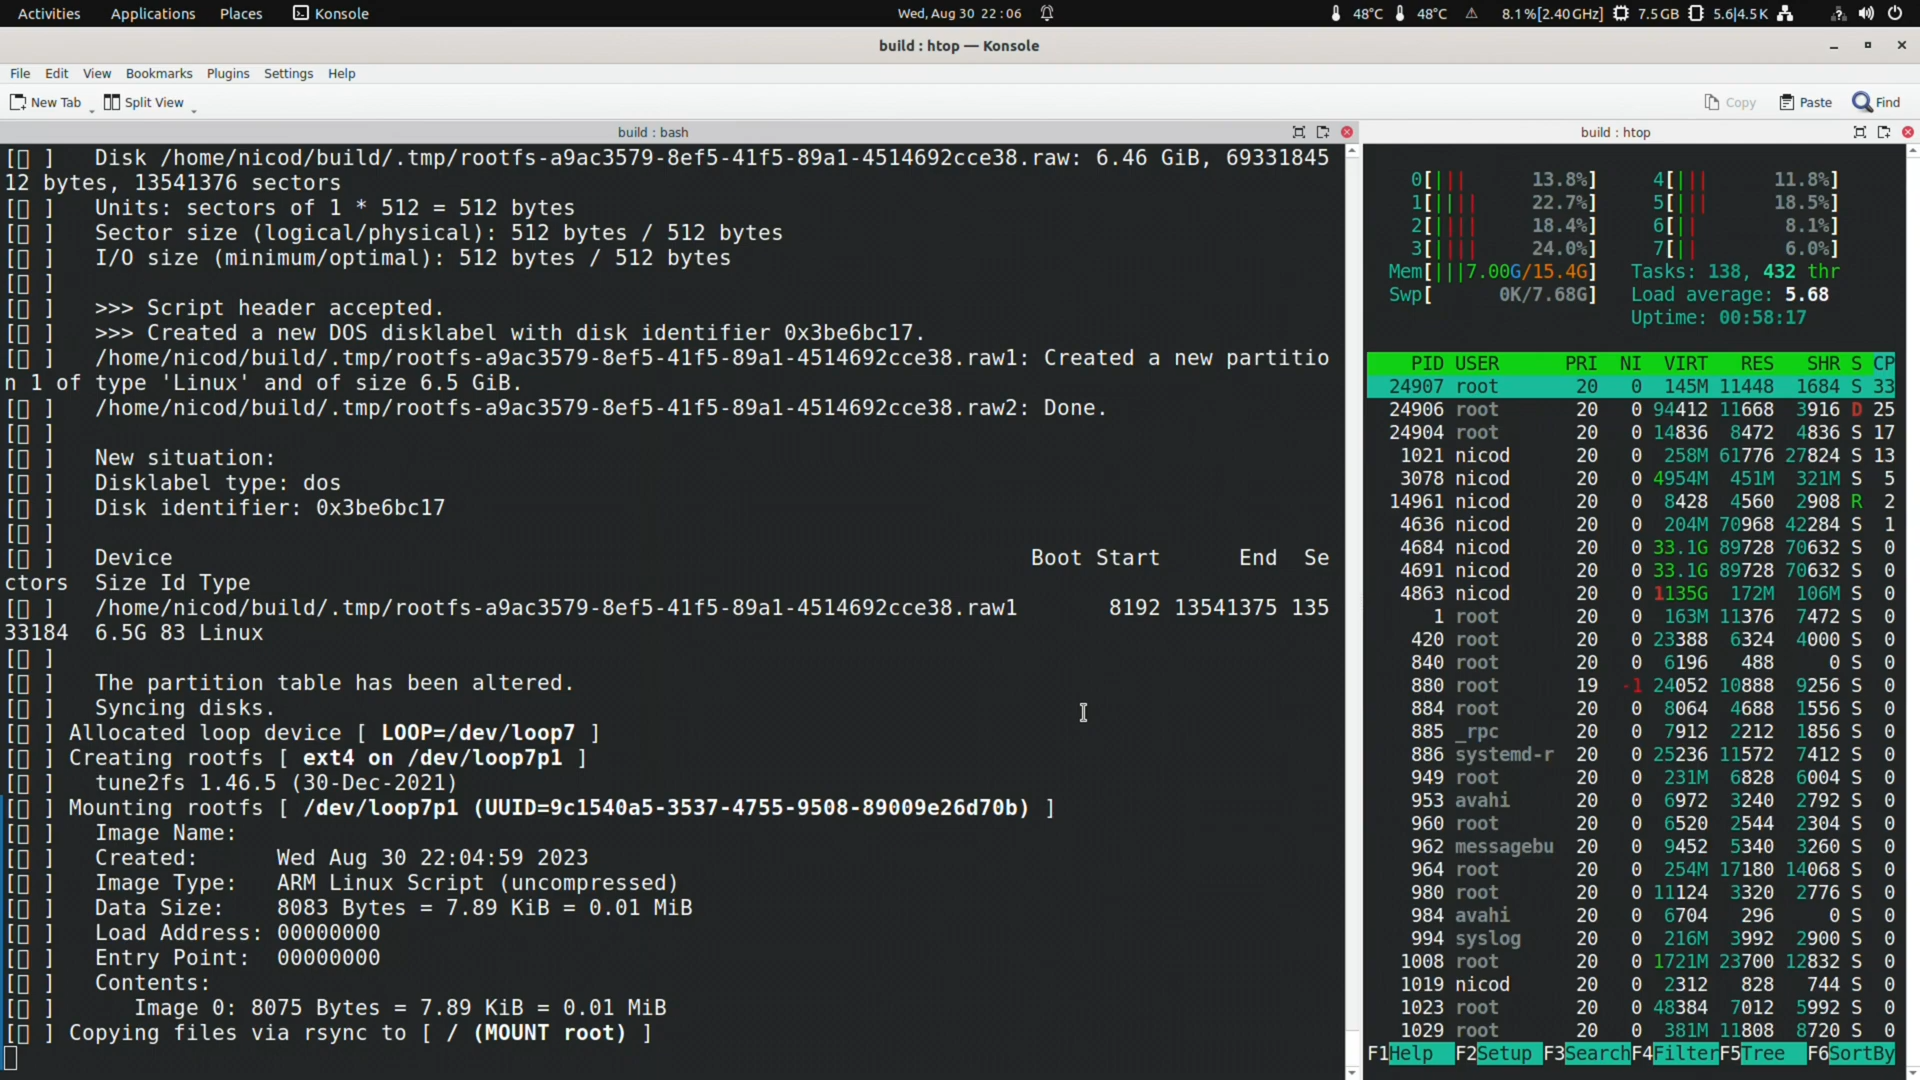 Activities Applications Places Konsole Wed, Aug 30 22:06 48°C 48°C 8.1%[2.40GHz] 7.5GB 5.6|4.5K
build : htop — Konsole
File Edit View Bookmarks Plugins Settings Help
New Tab Split View Copy Paste Find
build : bash
[▯ ] Disk /home/nicod/build/.tmp/rootfs-a9ac3579-8ef5-41f5-89a1-4514692cce38.raw: 6.46 GiB, 69331845
12 bytes, 13541376 sectors
[▯ ] Units: sectors of 1 * 512 = 512 bytes
[▯ ] Sector size (logical/physical): 512 bytes / 512 bytes
[▯ ] I/O size (minimum/optimal): 512 bytes / 512 bytes
[▯ ]
[▯ ] >>> Script header accepted.
[▯ ] >>> Created a new DOS disklabel with disk identifier 0x3be6bc17.
[▯ ] /home/nicod/build/.tmp/rootfs-a9ac3579-8ef5-41f5-89a1-4514692cce38.raw1: Created a new partitio
n 1 of type 'Linux' and of size 6.5 GiB.
[▯ ] /home/nicod/build/.tmp/rootfs-a9ac3579-8ef5-41f5-89a1-4514692cce38.raw2: Done.
[▯ ]
[▯ ] New situation:
[▯ ] Disklabel type: dos
[▯ ] Disk identifier: 0x3be6bc17
[▯ ]
[▯ ] Device Boot Start End Se
ctors Size Id Type
[▯ ] /home/nicod/build/.tmp/rootfs-a9ac3579-8ef5-41f5-89a1-4514692cce38.raw1 8192 13541375 135
33184 6.5G 83 Linux
[▯ ]
[▯ ] The partition table has been altered.
[▯ ] Syncing disks.
[▯ ] Allocated loop device [ LOOP=/dev/loop7 ]
[▯ ] Creating rootfs [ ext4 on /dev/loop7p1 ]
[▯ ] tune2fs 1.46.5 (30-Dec-2021)
[▯ ] Mounting rootfs [ /dev/loop7p1 (UUID=9c1540a5-3537-4755-9508-89009e26d70b) ]
[▯ ] Image Name:
[▯ ] Created: Wed Aug 30 22:04:59 2023
[▯ ] Image Type: ARM Linux Script (uncompressed)
[▯ ] Data Size: 8083 Bytes = 7.89 KiB = 0.01 MiB
[▯ ] Load Address: 00000000
[▯ ] Entry Point: 00000000
[▯ ] Contents:
[▯ ] Image 0: 8075 Bytes = 7.89 KiB = 0.01 MiB
[▯ ] Copying files via rsync to [ / (MOUNT root) ]
build : htop
0[||| 13.8%] 4[||| 11.8%]
1[|||| 22.7%] 5[||| 18.5%]
2[|||| 18.4%] 6[|| 8.1%]
3[|||| 24.0%] 7[|| 6.0%]
Mem[|||7.00G/15.4G] Tasks: 138, 432 thr
Swp[ 0K/7.68G] Load average: 5.68
Uptime: 00:58:17
PID USER PRI NI VIRT RES SHR S CP
24907 root 20 0 145M 11448 1684 S 33
24906 root 20 0 94412 11668 3916 D 25
24904 root 20 0 14836 8472 4836 S 17
1021 nicod 20 0 258M 61776 27824 S 13
3078 nicod 20 0 4954M 451M 321M S 5
14961 nicod 20 0 8428 4560 2908 R 2
4636 nicod 20 0 204M 70968 42284 S 1
4684 nicod 20 0 33.1G 89728 70632 S 0
4691 nicod 20 0 33.1G 89728 70632 S 0
4863 nicod 20 0 1135G 172M 106M S 0
1 root 20 0 163M 11376 7472 S 0
420 root 20 0 23388 6324 4000 S 0
840 root 20 0 6196 488 0 S 0
880 root 19 -1 24052 10888 9256 S 0
884 root 20 0 8064 4688 1556 S 0
885 _rpc 20 0 7912 2212 1856 S 0
886 systemd-r 20 0 25236 11572 7412 S 0
949 root 20 0 231M 6828 6004 S 0
953 avahi 20 0 6972 3240 2792 S 0
960 root 20 0 6520 2544 2304 S 0
962 messagebu 20 0 9452 5340 3260 S 0
964 root 20 0 254M 17180 14068 S 0
980 root 20 0 11124 3320 2776 S 0
984 avahi 20 0 6704 296 0 S 0
994 syslog 20 0 216M 3992 2900 S 0
1008 root 20 0 1721M 23700 12832 S 0
1019 nicod 20 0 2312 828 744 S 0
1023 root 20 0 48384 7012 5992 S 0
1029 root 20 0 381M 11808 8720 S 0
F1Help F2Setup F3SearchF4FilterF5Tree F6SortBy